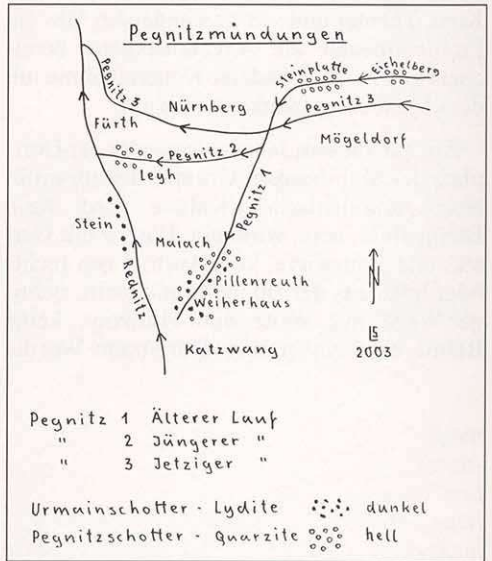 Pegnitzmündungen
Steinplatte
Eichelberg
Pegnitz 3
Nürnberg
Pegnitz 3
Fürth
Mögeldorf
Pegnitz 2
Leyh
Pegnitz 1
Stein
Maiach
Rednitz
Pillenreuth
Weiherhaus
N
Katzwang
2003
Pegnitz 1 Älterer Lauf
" 2 Jüngerer "
" 3 Jetziger "
Urmainschotter - Lydite dunkel
Pegnitzschotter - Quarzite hell